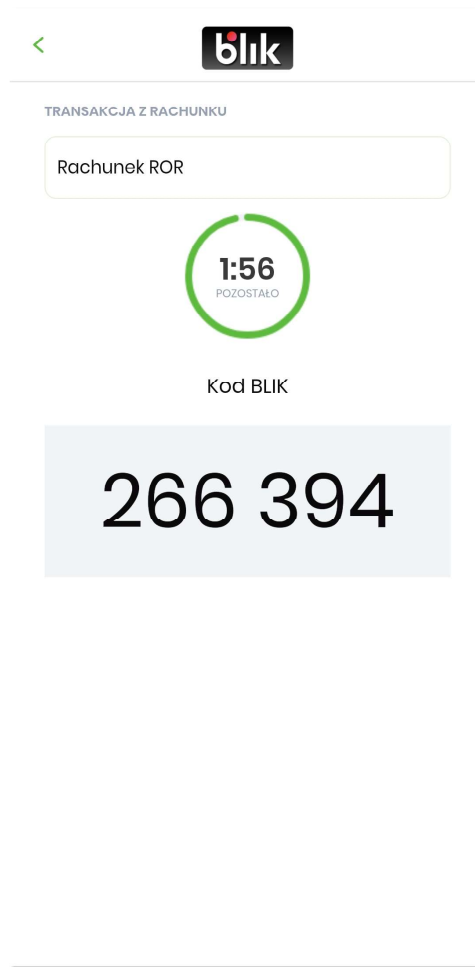 blik
TRANSAKCJA Z RACHUNKU
Rachunek ROR
1:56
POZOSTAŁO
Kod BLIK
266 394